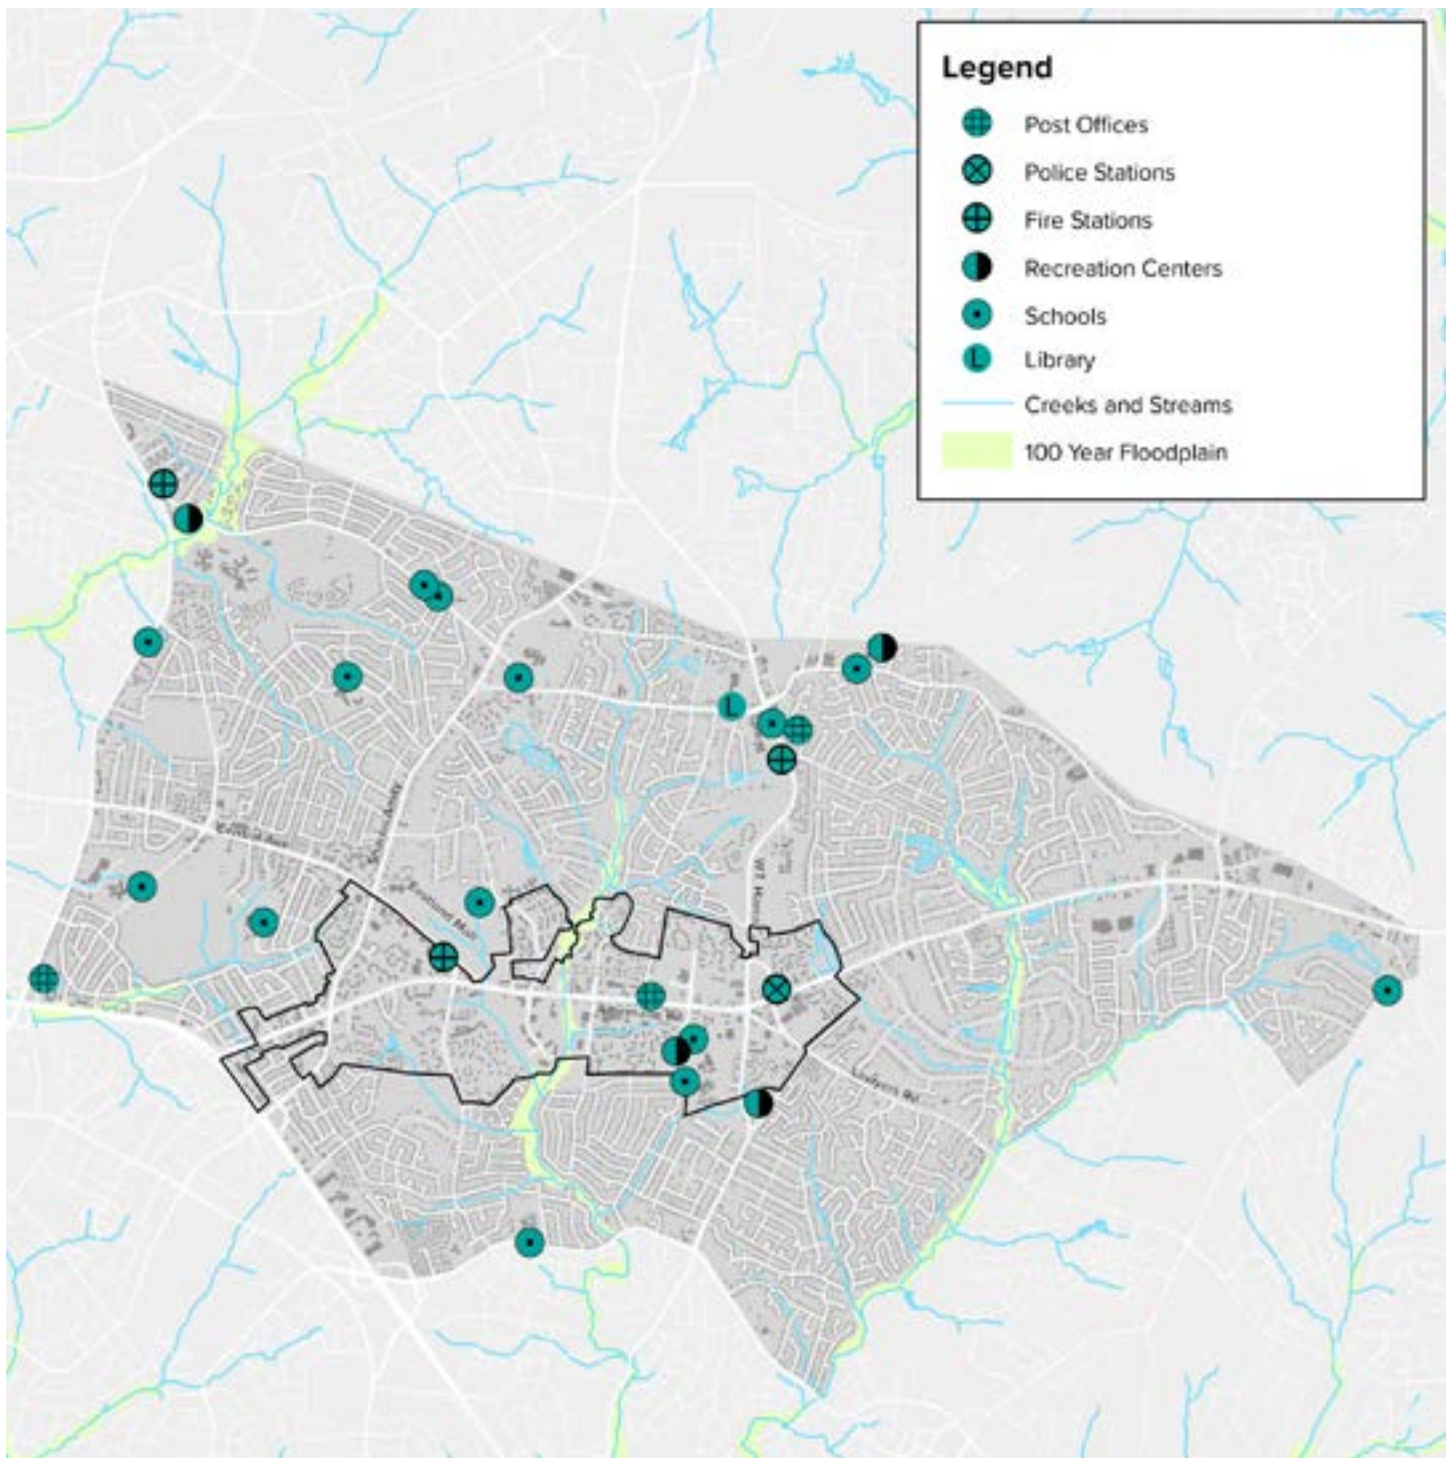 Legend
Post Offices
Police Stations
Fire Stations
Recreation Centers
Schools
L
Library
Creeks and Streams
100 Year Floodplain
L